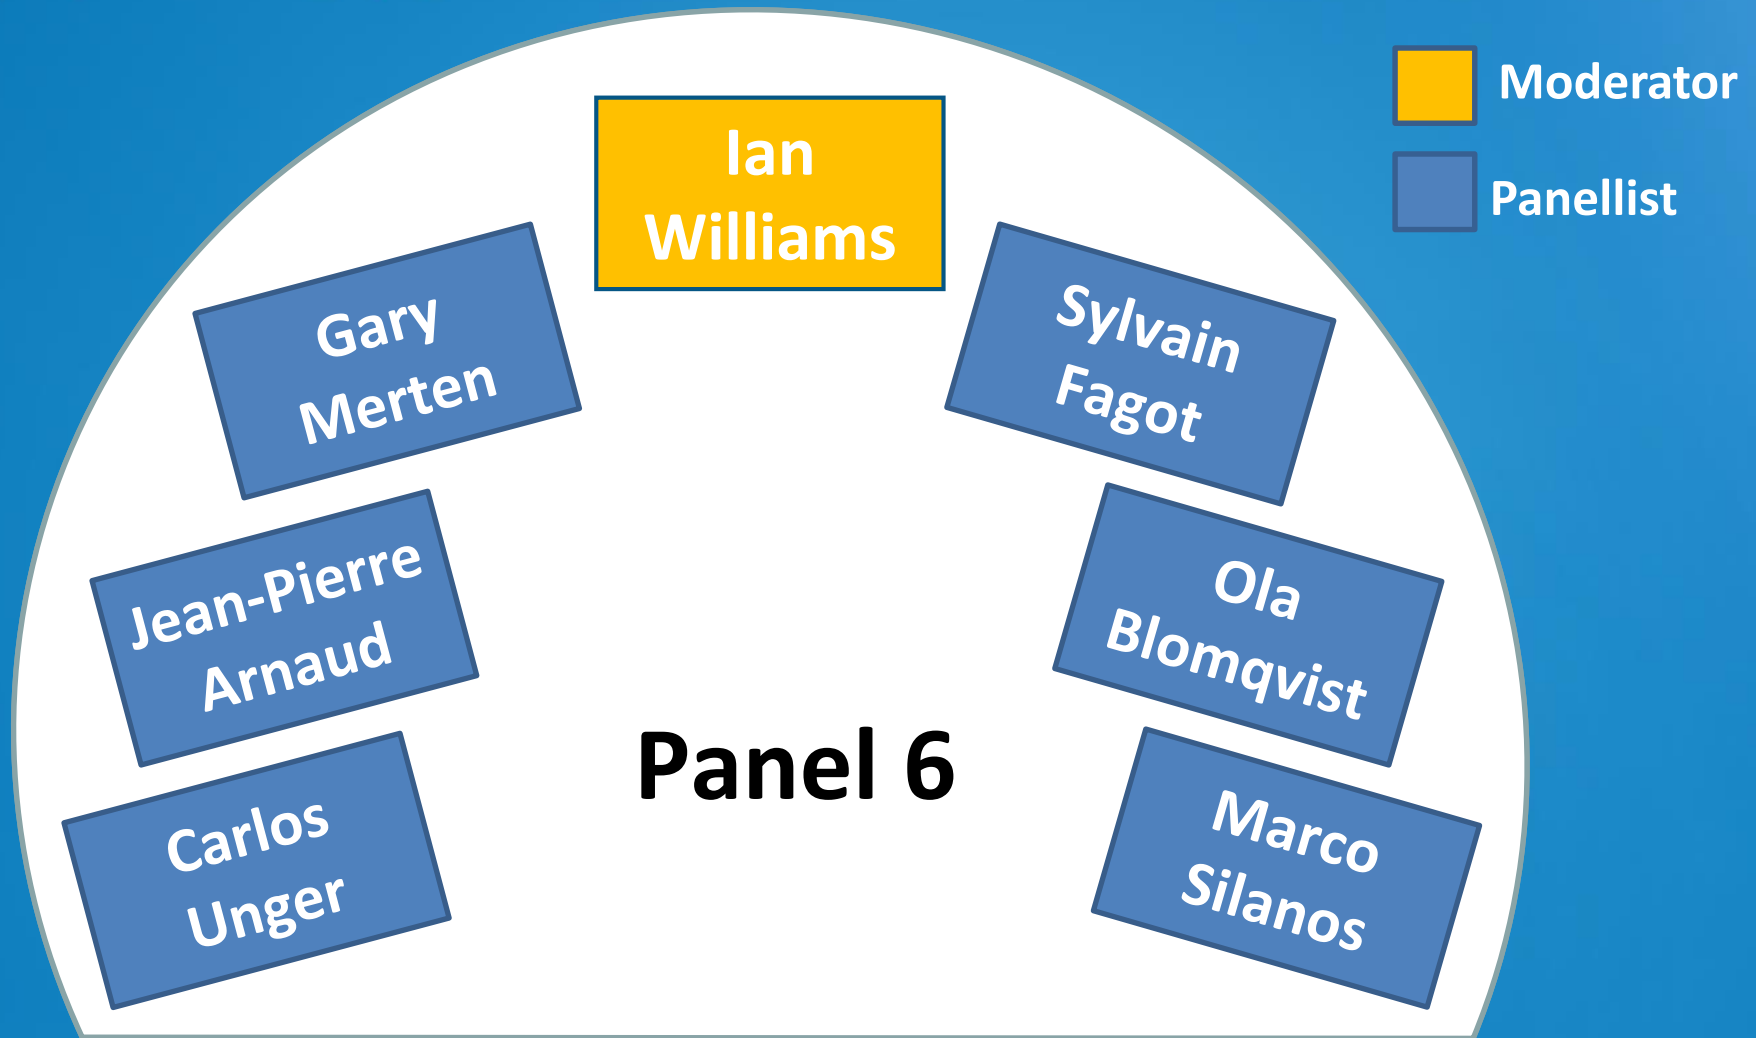 Moderator
Panellist
Ian
Williams
Gary
Merten
Sylvain
Fagot
Jean-Pierre
Arnaud
Ola
Blomqvist
Panel 6
Carlos
Unger
Marco
Silanos